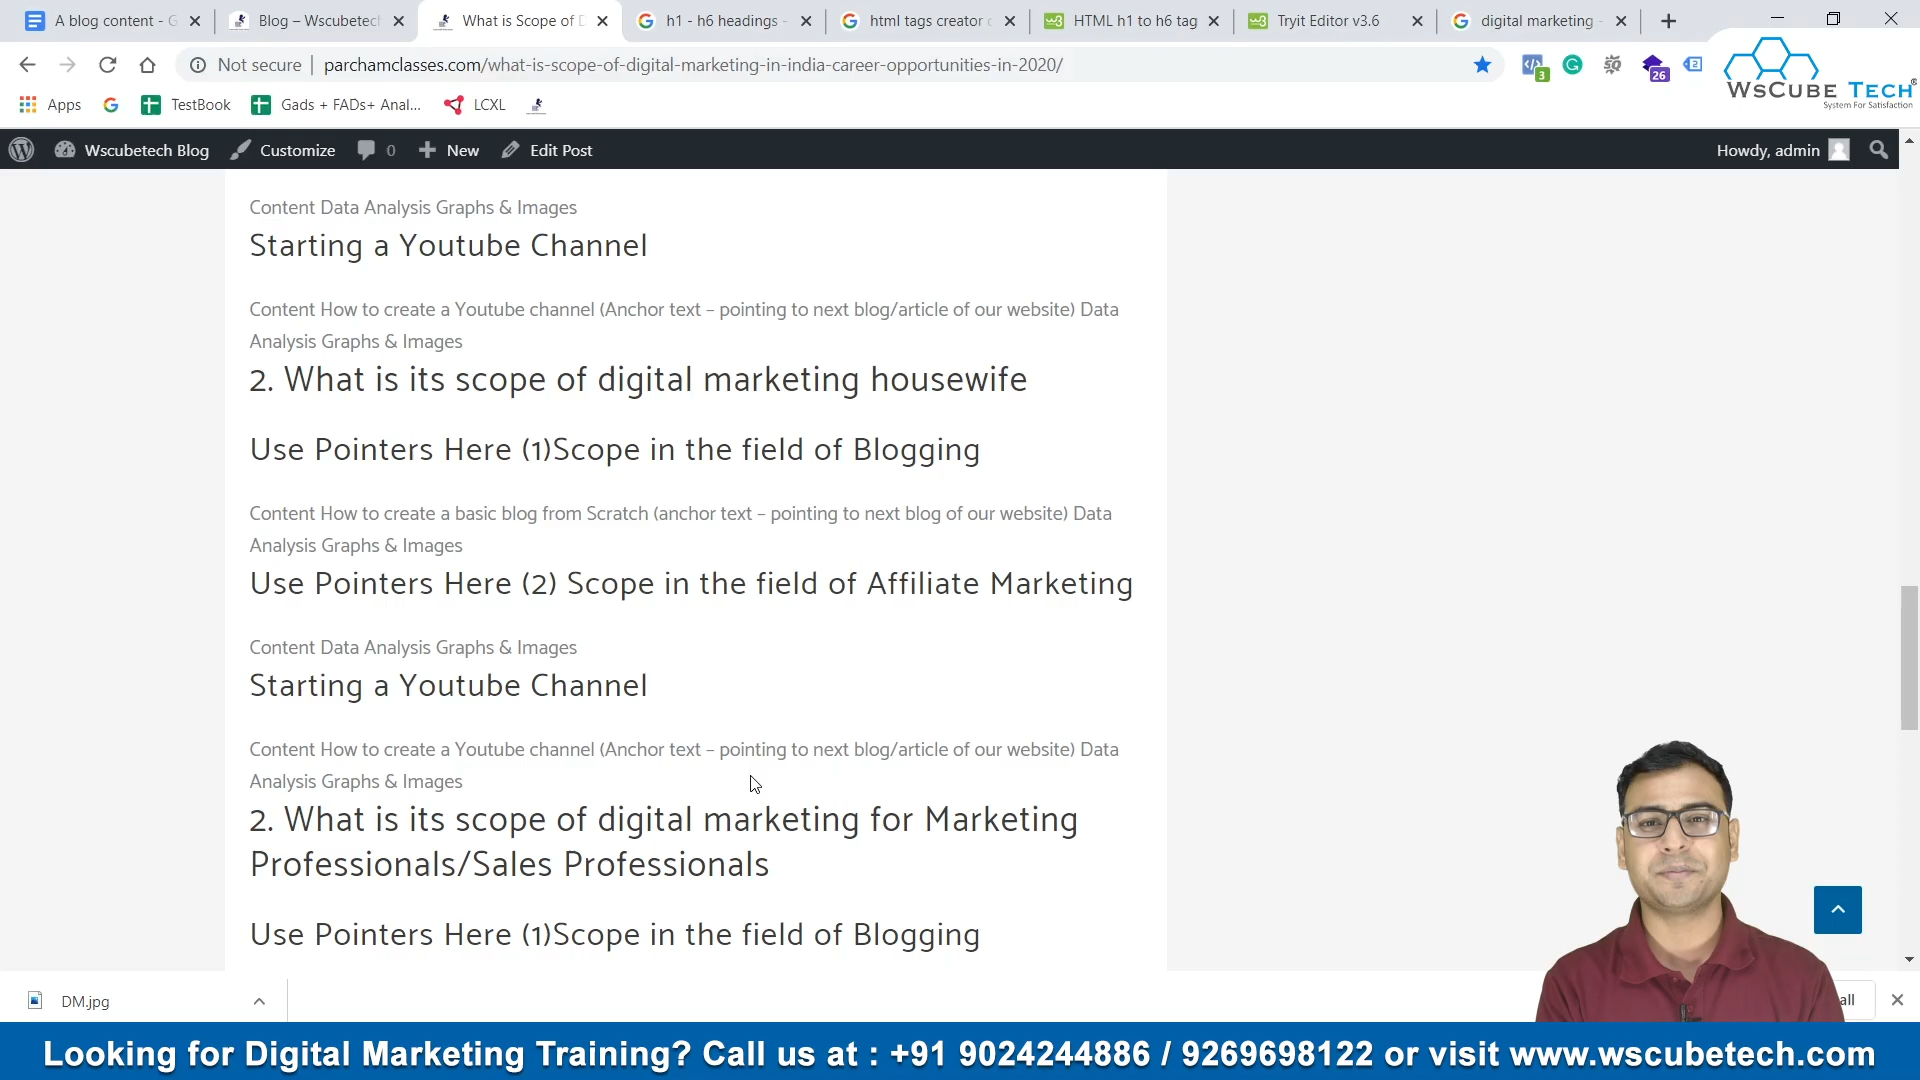 A blog content - G
Blog – Wscubetec
What is Scope of D
h1 - h6 headings -
html tags creator c
HTML h1 to h6 tag
Tryit Editor v3.6
digital marketing -
Not secure
parchamclasses.com/what-is-scope-of-digital-marketing-in-india-career-opportunities-in-2020/
3
26
WsCube Tech
System For Satisfaction
Apps
TestBook
Gads + FADs+ Anal...
LCXL
Wscubetech Blog
Customize
0
New
Edit Post
Howdy, admin
Content Data Analysis Graphs & Images
Starting a Youtube Channel
Content How to create a Youtube channel (Anchor text – pointing to next blog/article of our website) Data
Analysis Graphs & Images
2. What is its scope of digital marketing housewife
Use Pointers Here (1)Scope in the field of Blogging
Content How to create a basic blog from Scratch (anchor text – pointing to next blog of our website) Data
Analysis Graphs & Images
Use Pointers Here (2) Scope in the field of Affiliate Marketing
Content Data Analysis Graphs & Images
Starting a Youtube Channel
Content How to create a Youtube channel (Anchor text – pointing to next blog/article of our website) Data
Analysis Graphs & Images
2. What is its scope of digital marketing for Marketing
Professionals/Sales Professionals
Use Pointers Here (1)Scope in the field of Blogging
DM.jpg
all
Looking for Digital Marketing Training? Call us at : +91 9024244886 / 9269698122 or visit www.wscubetech.com